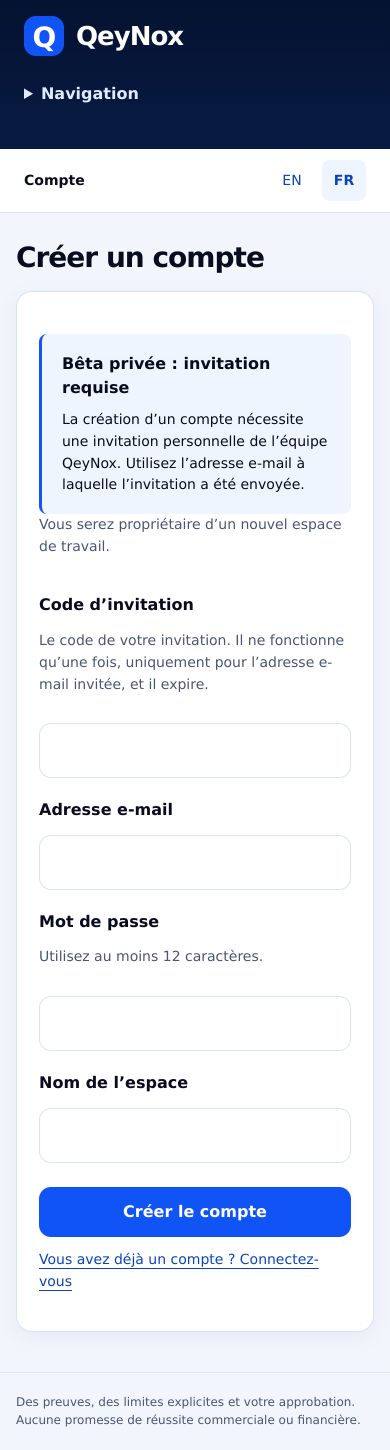 Q QeyNox
Navigation
Compte EN FR
Créer un compte
Bêta privée : invitation
requise
La création d’un compte nécessite
une invitation personnelle de l’équipe
QeyNox. Utilisez l’adresse e-mail à
laquelle l’invitation a été envoyée.
Vous serez propriétaire d’un nouvel espace
de travail.
Code d’invitation
Le code de votre invitation. Il ne fonctionne
qu’une fois, uniquement pour l’adresse e-
mail invitée, et il expire.
Adresse e-mail
Mot de passe
Utilisez au moins 12 caractères.
Nom de l’espace
Créer le compte
Vous avez déjà un compte ? Connectez-
vous
Des preuves, des limites explicites et votre approbation.
Aucune promesse de réussite commerciale ou financière.